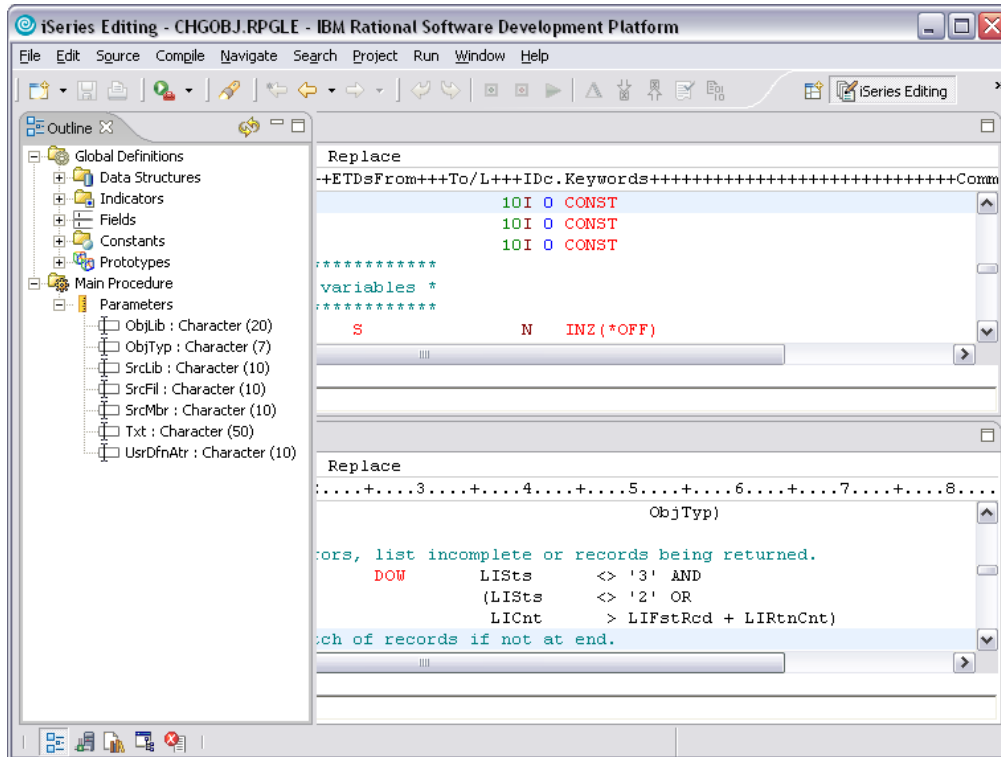 iSeries Editing - CHGOBJ.RPGLE - IBM Rational Software Development Platform
File Edit Source Compile Navigate Search Project Run Window Help
iSeries Editing
Outline
Global Definitions
Data Structures
Indicators
Fields
Constants
Prototypes
Main Procedure
Parameters
ObjLib : Character (20)
ObjTyp : Character (7)
SrcLib : Character (10)
SrcFil : Character (10)
SrcMbr : Character (10)
Txt : Character (50)
UsrDfnAtr : Character (10)
Replace
-+ETDsFrom+++To/L+++IDc.Keywords+++++++++++++++++++++++++++++Comm
10I 0 CONST
10I 0 CONST
10I 0 CONST
************
variables *
************
S N INZ(*OFF)
Replace
:....+....3....+....4....+....5....+....6....+....7....+....8....
ObjTyp)
rors, list incomplete or records being returned.
DOW LISts <> '3' AND
(LISts <> '2' OR
LICnt > LIFstRcd + LIRtnCnt)
tch of records if not at end.